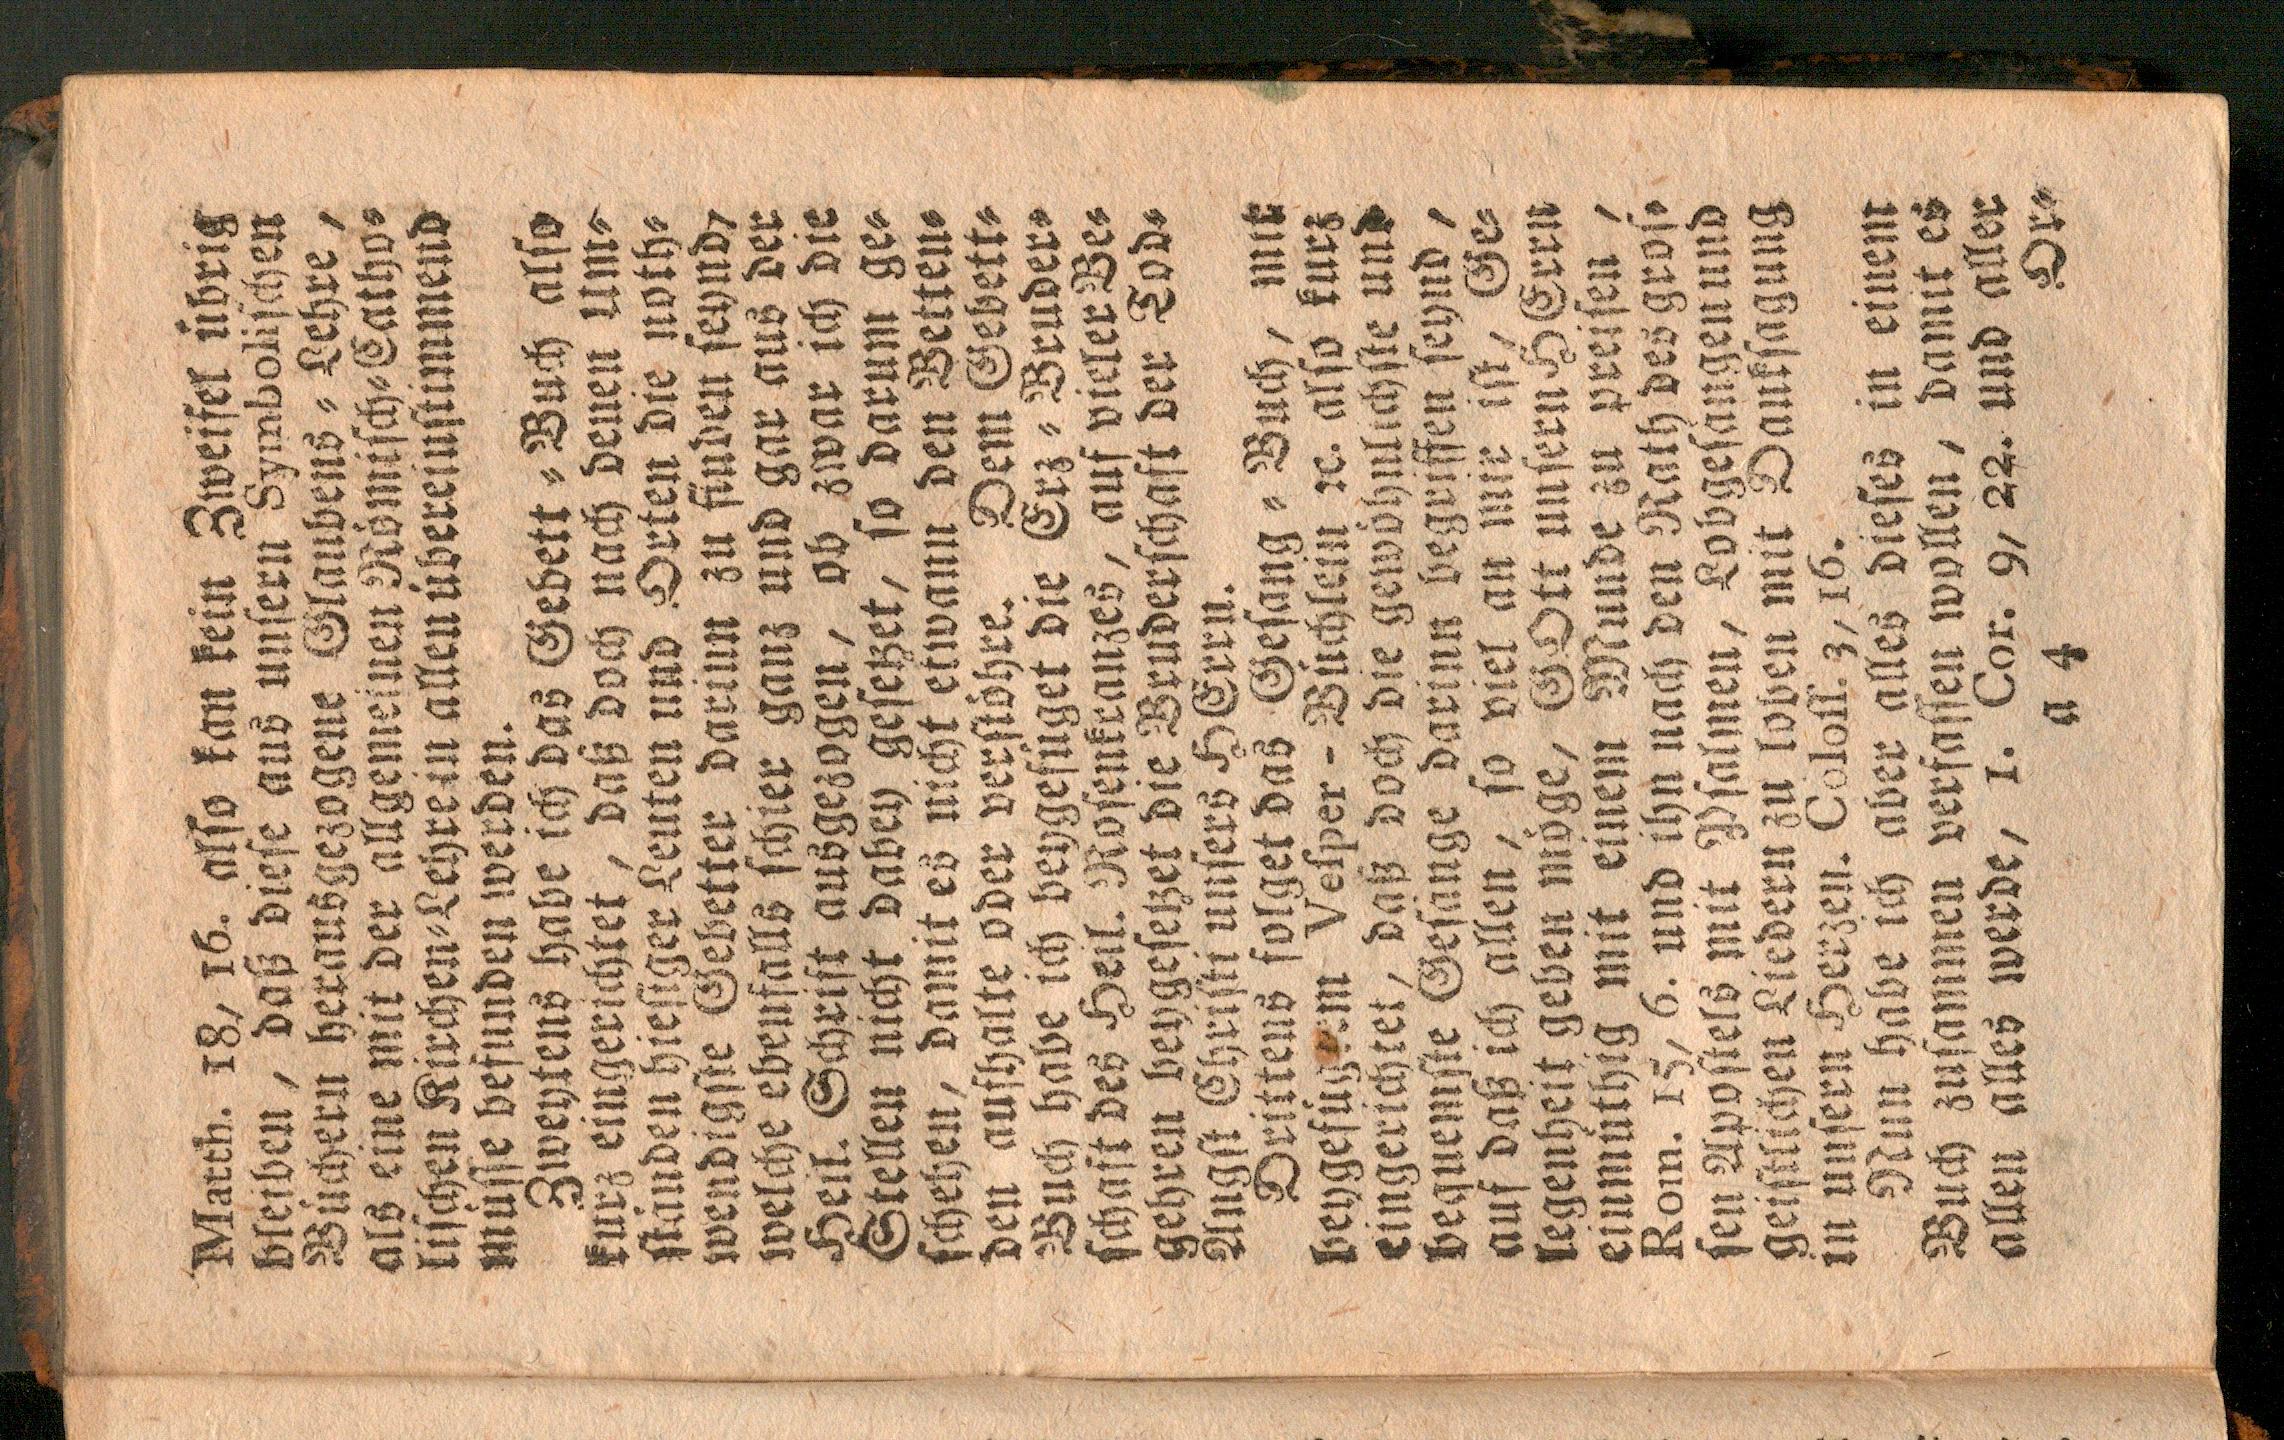 Matth. 18/ 16. also kan kein Zweifel übrig
bleiben / daß diese aus unsern Symbolischen
Büchern herausgezogene Glaubens-Lehre /
als eine mit der allgemeinen Römisch-Catho-
lischen Kirchen-Lehre in allen übereinstimmend
müsse befunden werden.
Zweytens habe ich das Gebett-Buch also
kurz eingerichtet / daß doch nach denen Um-
ständen hiesiger Leuten und Orten die noth-
wendigste Gebetter darinn zu finden seynd /
welche ebenfalls schier ganz und gar aus der
Heil. Schrift ausgezogen / ob zwar ich die
Stellen nicht dabey gesetzet / so darum ge-
schehen / damit es nicht etwann den Betten-
den aufhalte oder verstöhre. Dem Gebett-
Buch habe ich beygefüget die Erz-Bruder-
schaft des Heil. Rosenkranzes / auf vieler Be-
gehren beygesetzet die Bruderschaft der Tod-
Angst Christi unsers HErrn.
Drittens folget das Gesang-Buch / mit
beygefügtem Vesper-Büchlein ꝛc. also kurz
eingerichtet / daß doch die gewöhnlichste und
bequemste Gesänge darinn begriffen seynd /
auf daß ich allen / so viel an mir ist / Ge-
legenheit geben möge / GOtt unsern HErrn
einmüthig mit einem Munde zu preisen /
Rom. 15/ 6. und ihn nach den Rath des gros-
sen Apostels mit Psalmen / Lobgesangen und
geistlichen Liedern zu loben mit Danksagung
in unsern Herzen. Coloss. 3/ 16.
Nun habe ich aber alles dieses in einem
Buch zusammen verfassen wollen / damit es
allen alles werde / 1. Cor. 9/ 22. und aller
a 4
Or-